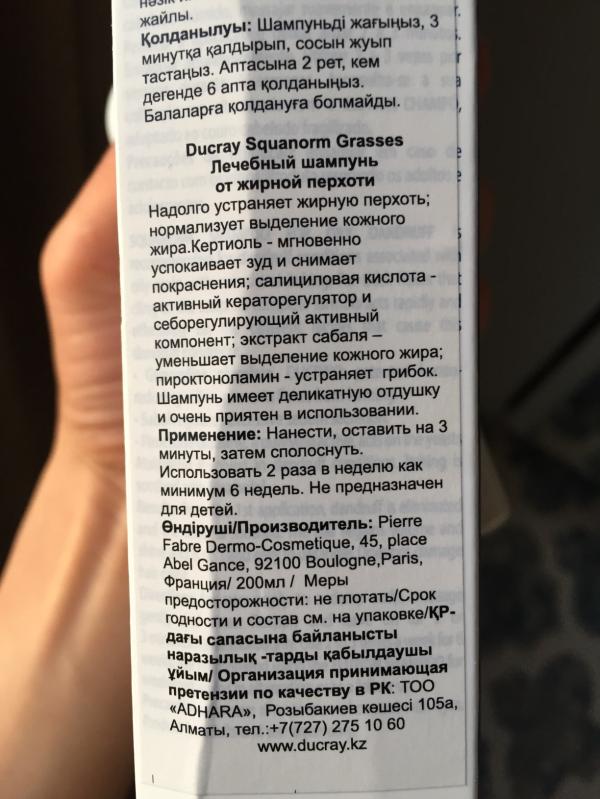 жайлы.
Қолданылуы: Шампуньді жағыңыз, 3
минутқа қалдырып, сосын жуып
тастаңыз. Аптасына 2 рет, кем
дегенде 6 апта қолданыңыз.
Балаларға қолдануға болмайды.
Ducray Squanorm Grasses
Лечебный шампунь
от жирной перхоти
Надолго устраняет жирную перхоть;
нормализует выделение кожного
жира.Кертиоль - мгновенно
успокаивает зуд и снимает
покраснения; салициловая кислота -
активный кераторегулятор и
себорегулирующий активный
компонент; экстракт сабаля –
уменьшает выделение кожного жира;
пироктоноламин - устраняет грибок.
Шампунь имеет деликатную отдушку
и очень приятен в использовании.
Применение: Нанести, оставить на 3
минуты, затем сполоснуть.
Использовать 2 раза в неделю как
минимум 6 недель. Не предназначен
для детей.
Өндіруші/Производитель: Pierre
Fabre Dermo-Cosmetique, 45, place
Abel Gance, 92100 Boulogne,Paris,
Франция/ 200мл / Меры
предосторожности: не глотать/Срок
годности и состав см. на упаковке/ҚР-
дағы сапасына байланысты
наразылық -тарды қабылдаушы
ұйым/ Организация принимающая
претензии по качеству в РК: ТОО
«ADHARA», Розыбакиев көшесі 105а,
Алматы, тел.:+7(727) 275 10 60
www.ducray.kz